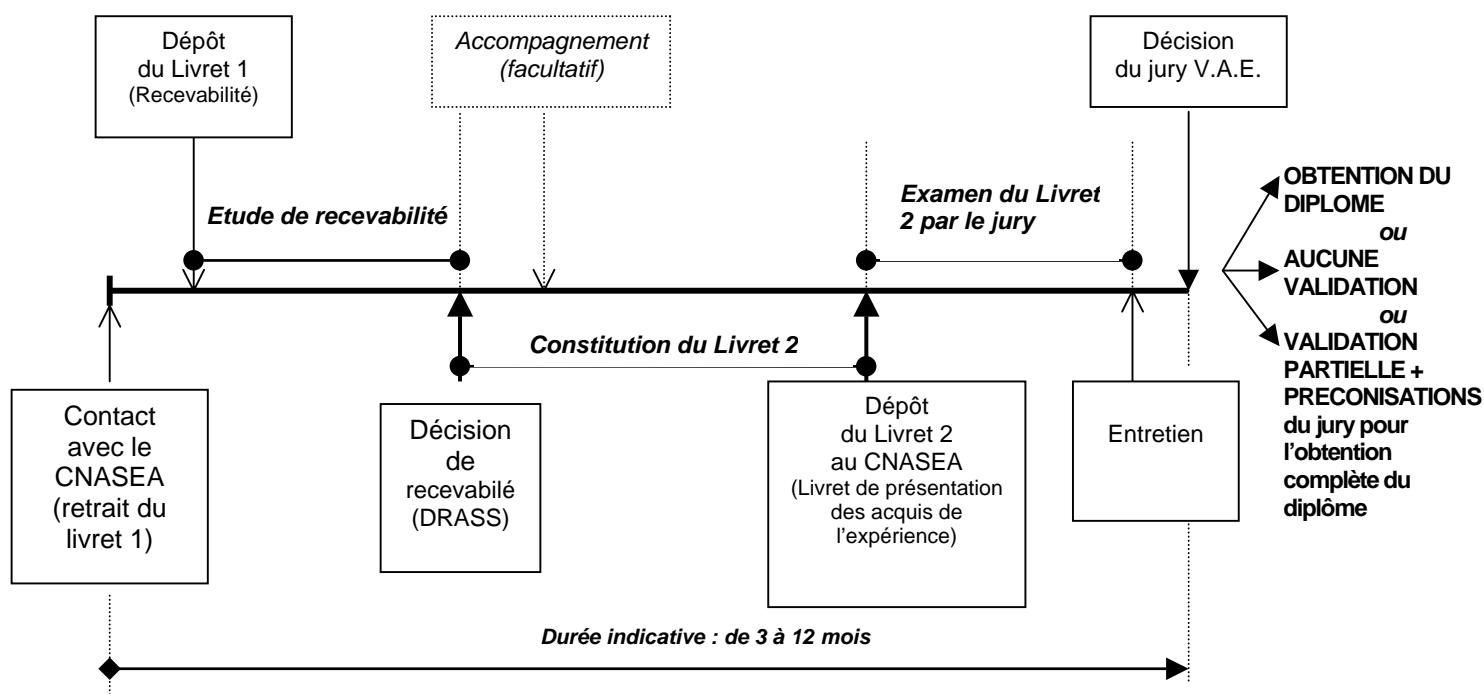 Dépôt
du Livret 1
(Recevabilité)
Accompagnement
(facultatif)
Décision
du jury V.A.E.
Etude de recevabilité
Examen du Livret
2 par le jury
OBTENTION DU
DIPLOME
ou
AUCUNE
VALIDATION
ou
VALIDATION
PARTIELLE +
PRECONISATIONS
du jury pour
l'obtention
complète du
diplôme
Constitution du Livret 2
Contact
avec le
CNASEA
(retrait du
livret 1)
Décision
de
recevabilé
(DRASS)
Dépôt
du Livret 2
au CNASEA
(Livret de présentation
des acquis de
l'expérience)
Entretien
Durée indicative : de 3 à 12 mois